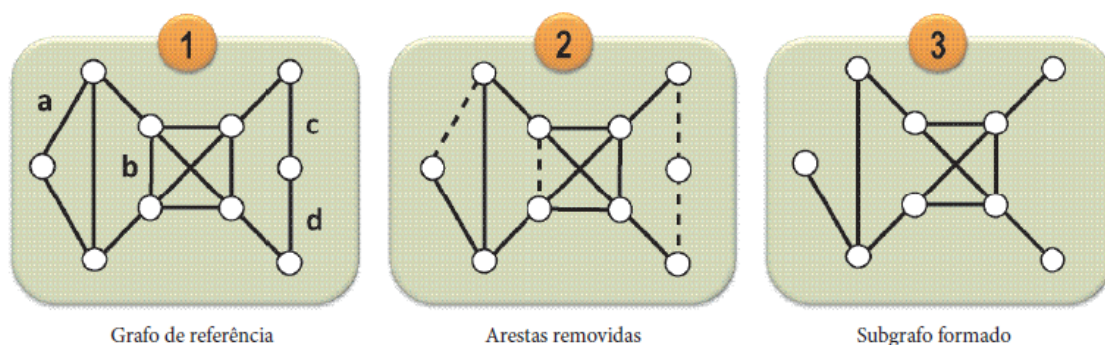 1
2
3
a
b
c
d
Grafo de referência
Arestas removidas
Subgrafo formado